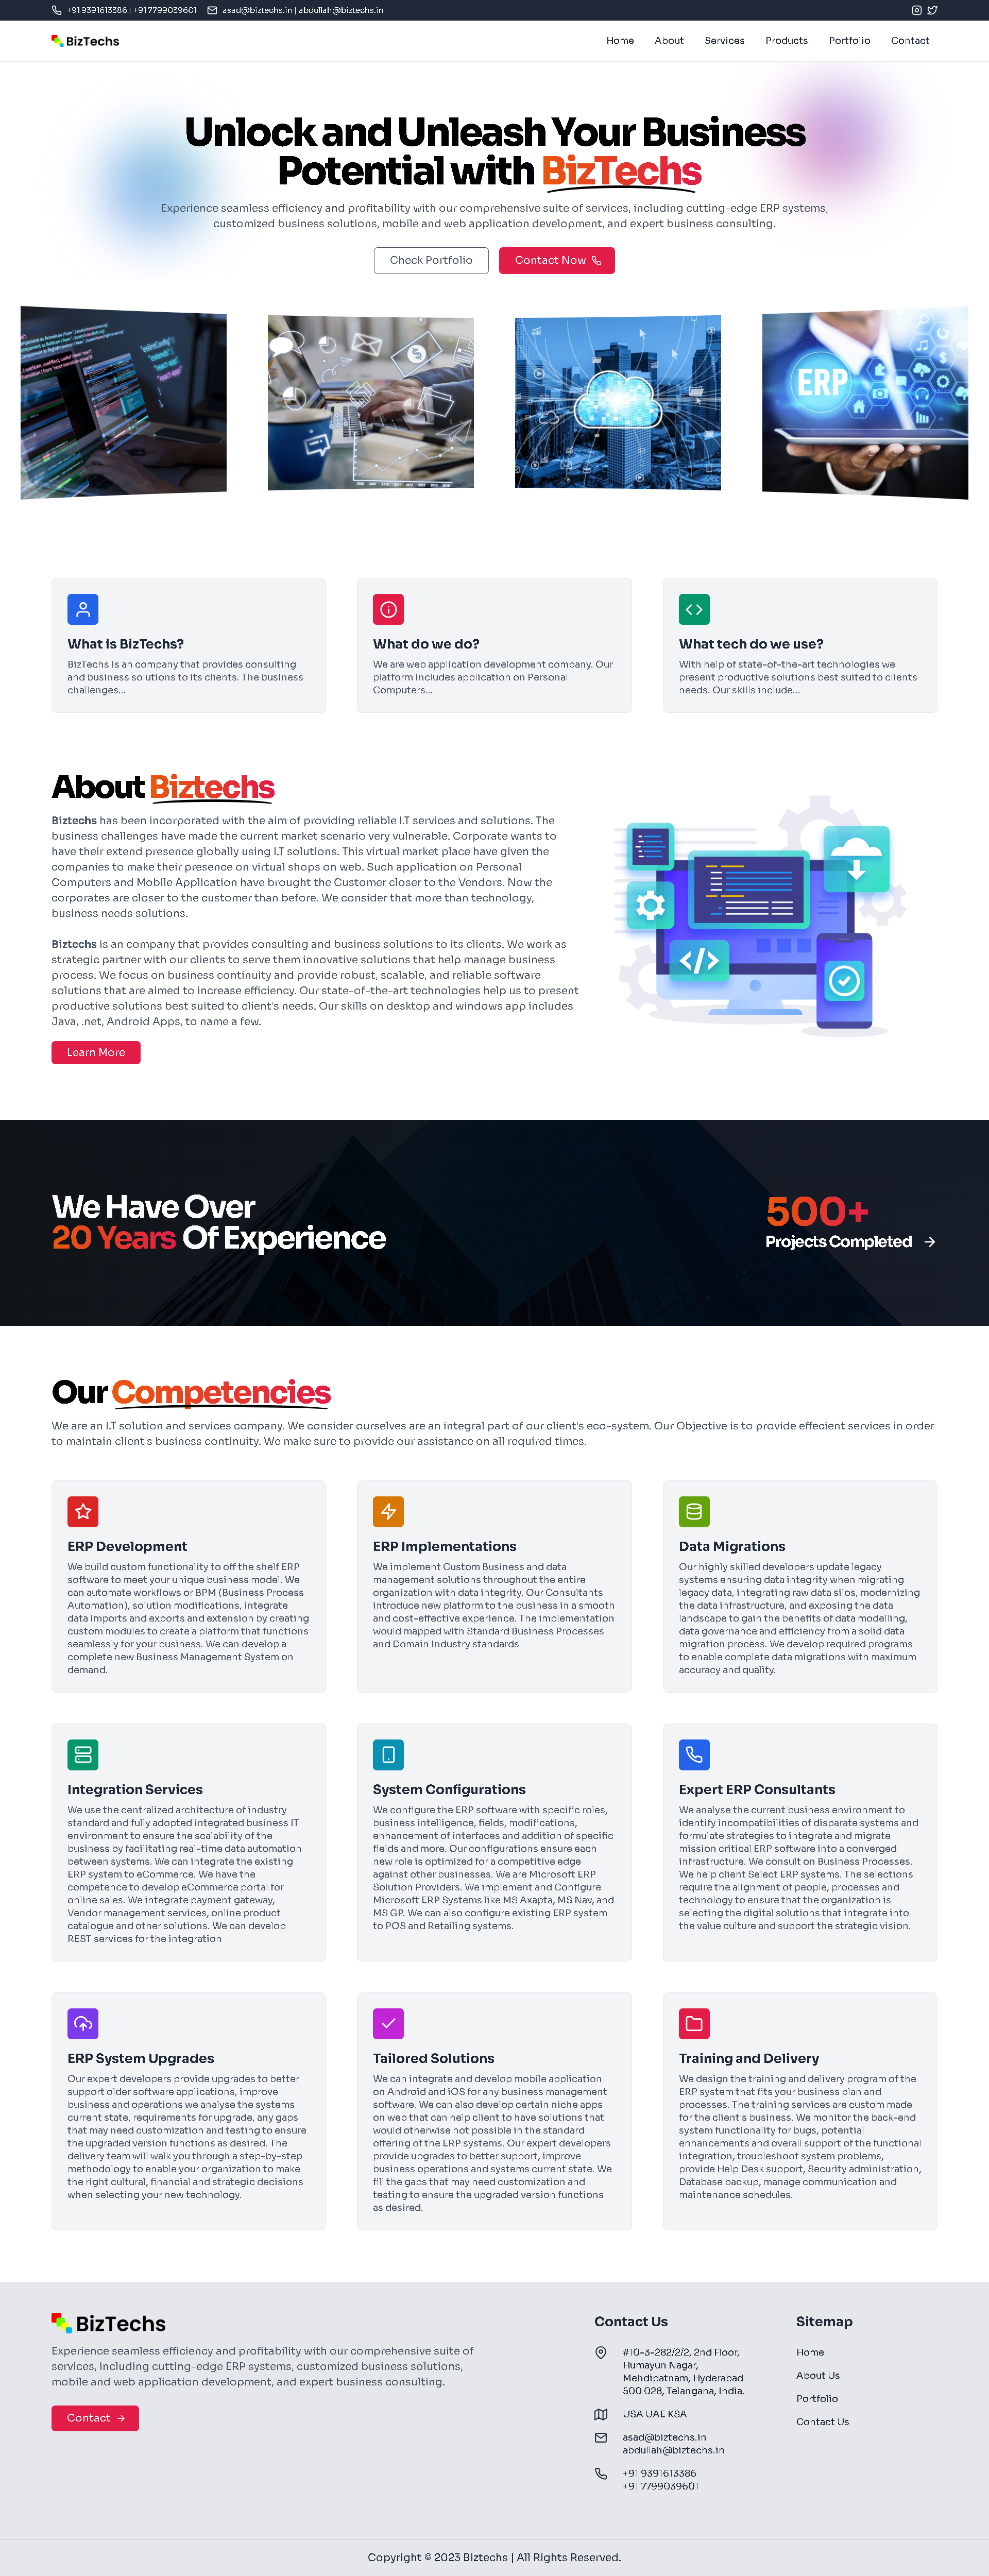 +91 9391613386 | +91 7799039601 asad@biztechs.in | abdullah@biztechs.in
BizTechs
Home About Services Products Portfolio Contact
Unlock and Unleash Your Business
Potential with BizTechs
Experience seamless efficiency and profitability with our comprehensive suite of services, including cutting-edge ERP systems,
customized business solutions, mobile and web application development, and expert business consulting.
Check Portfolio Contact Now
ERP
What is BizTechs?
BizTechs is an company that provides consulting
and business solutions to its clients. The business
challenges...
What do we do?
We are web application development company. Our
platform includes application on Personal
Computers...
What tech do we use?
With help of state-of-the-art technologies we
present productive solutions best suited to clients
needs. Our skills include...
About Biztechs
Biztechs has been incorporated with the aim of providing reliable I.T services and solutions. The
business challenges have made the current market scenario very vulnerable. Corporate wants to
have their extend presence globally using I.T solutions. This virtual market place have given the
companies to make their presence on virtual shops on web. Such application on Personal
Computers and Mobile Application have brought the Customer closer to the Vendors. Now the
corporates are closer to the customer than before. We consider that more than technology,
business needs solutions.
Biztechs is an company that provides consulting and business solutions to its clients. We work as
strategic partner with our clients to serve them innovative solutions that help manage business
process. We focus on business continuity and provide robust, scalable, and reliable software
solutions that are aimed to increase efficiency. Our state-of-the-art technologies help us to present
productive solutions best suited to client's needs. Our skills on desktop and windows app includes
Java, .net, Android Apps, to name a few.
Learn More
We Have Over
20 Years Of Experience
500+
Projects Completed
Our Competencies
We are an I.T solution and services company. We consider ourselves are an integral part of our client's eco-system. Our Objective is to provide effecient services in order
to maintain client's business continuity. We make sure to provide our assistance on all required times.
ERP Development
We build custom functionality to off the shelf ERP
software to meet your unique business model. We
can automate workflows or BPM (Business Process
Automation), solution modifications, integrate
data imports and exports and extension by creating
custom modules to create a platform that functions
seamlessly for your business. We can develop a
complete new Business Management System on
demand.
ERP Implementations
We implement Custom Business and data
management solutions throughout the entire
organization with data integrity. Our Consultants
introduce new platform to the business in a smooth
and cost-effective experience. The implementation
would mapped with Standard Business Processes
and Domain Industry standards
Data Migrations
Our highly skilled developers update legacy
systems ensuring data integrity when migrating
legacy data, integrating raw data silos, modernizing
the data infrastructure, and exposing the data
landscape to gain the benefits of data modelling,
data governance and efficiency from a solid data
migration process. We develop required programs
to enable complete data migrations with maximum
accuracy and quality.
Integration Services
We use the centralized architecture of industry
standard and fully adopted integrated business IT
environment to ensure the scalability of the
business by facilitating real-time data automation
between systems. We can integrate the existing
ERP system to eCommerce. We have the
competence to develop eCommerce portal for
online sales. We integrate payment gateway,
Vendor management services, online product
catalogue and other solutions. We can develop
REST services for the integration
System Configurations
We configure the ERP software with specific roles,
business intelligence, fields, modifications,
enhancement of interfaces and addition of specific
fields and more. Our configurations ensure each
new role is optimized for a competitive edge
against other businesses. We are Microsoft ERP
Solution Providers. We implement and Configure
Microsoft ERP Systems like MS Axapta, MS Nav, and
MS GP. We can also configure existing ERP system
to POS and Retailing systems.
Expert ERP Consultants
We analyse the current business environment to
identify incompatibilities of disparate systems and
formulate strategies to integrate and migrate
mission critical ERP software into a converged
infrastructure. We consult on Business Processes.
We help client Select ERP systems. The selections
require the alignment of people, processes and
technology to ensure that the organization is
selecting the digital solutions that integrate into
the value culture and support the strategic vision.
ERP System Upgrades
Our expert developers provide upgrades to better
support older software applications, improve
business and operations we analyse the systems
current state, requirements for upgrade, any gaps
that may need customization and testing to ensure
the upgraded version functions as desired. The
delivery team will walk you through a step-by-step
methodology to enable your organization to make
the right cultural, financial and strategic decisions
when selecting your new technology.
Tailored Solutions
We can integrate and develop mobile application
on Android and iOS for any business management
software. We can also develop certain niche apps
on web that can help client to have solutions that
would otherwise not possible in the standard
offering of the ERP systems. Our expert developers
provide upgrades to better support, improve
business operations and systems current state. We
fill the gaps that may need customization and
testing to ensure the upgraded version functions
as desired.
Training and Delivery
We design the training and delivery program of the
ERP system that fits your business plan and
processes. The training services are custom made
for the client's business. We monitor the back-end
system functionality for bugs, potential
enhancements and overall support of the functional
integration, troubleshoot system problems,
provide Help Desk support, Security administration,
Database backup, manage communication and
maintenance schedules.
BizTechs
Experience seamless efficiency and profitability with our comprehensive suite of
services, including cutting-edge ERP systems, customized business solutions,
mobile and web application development, and expert business consulting.
Contact
Contact Us
#10-3-282/2/2, 2nd Floor,
Humayun Nagar,
Mehdipatnam, Hyderabad
500 028, Telangana, India.
USA UAE KSA
asad@biztechs.in
abdullah@biztechs.in
+91 9391613386
+91 7799039601
Sitemap
Home
About Us
Portfolio
Contact Us
Copyright © 2023 Biztechs | All Rights Reserved.